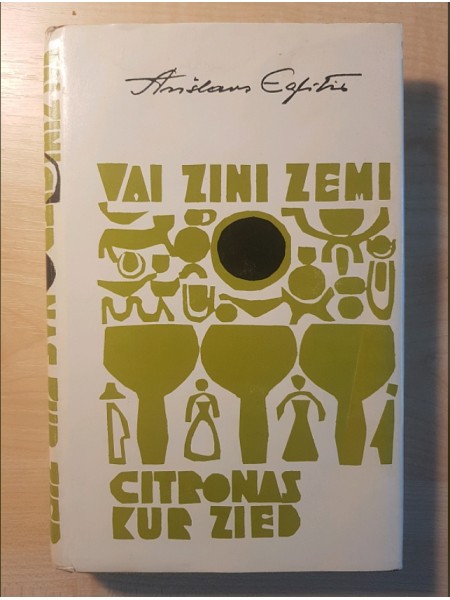 Anšlavs Eglītis
VAI ZINI ZEMI
CITRONAS
KUR ZIED